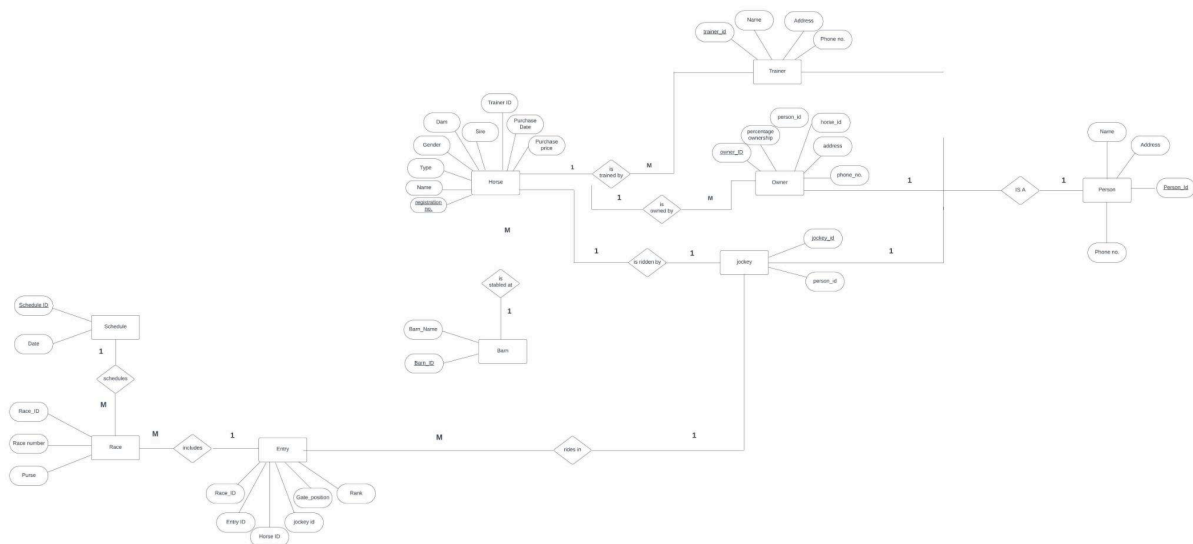 Name
Address
trainer_id
Phone no.
Trainer
Trainer ID
Dam
Sire
Purchase
Date
Gender
Purchase
price
Type
Name
registration
no.
Horse
1
Is
trained by
M
person_id
percentage
ownership
horse_id
owner_ID
address
phone_no.
Owner
1
is
owned by
M
1
IS A
1
Name
Address
Person
Person_Id
Phone no.
M
1
is ridden by
1
jockey
jockey_id
person_id
1
is
stabled at
1
Barn_Name
Barn_ID
Barn
Schedule ID
Date
Schedule
1
schedules
M
Race_ID
Race number
Purse
Race
M
includes
1
Entry
M
rides in
1
Race_ID
Gate_position
Rank
Entry ID
jockey id
Horse ID